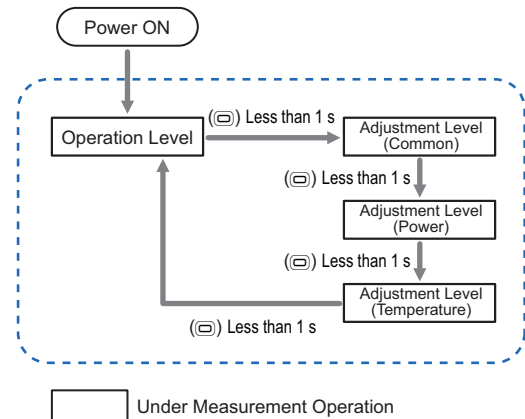 Power ON
Operation Level
() Less than 1 s
Adjustment Level
(Common)
() Less than 1 s
Adjustment Level
(Power)
() Less than 1 s
Adjustment Level
(Temperature)
() Less than 1 s
Under Measurement Operation